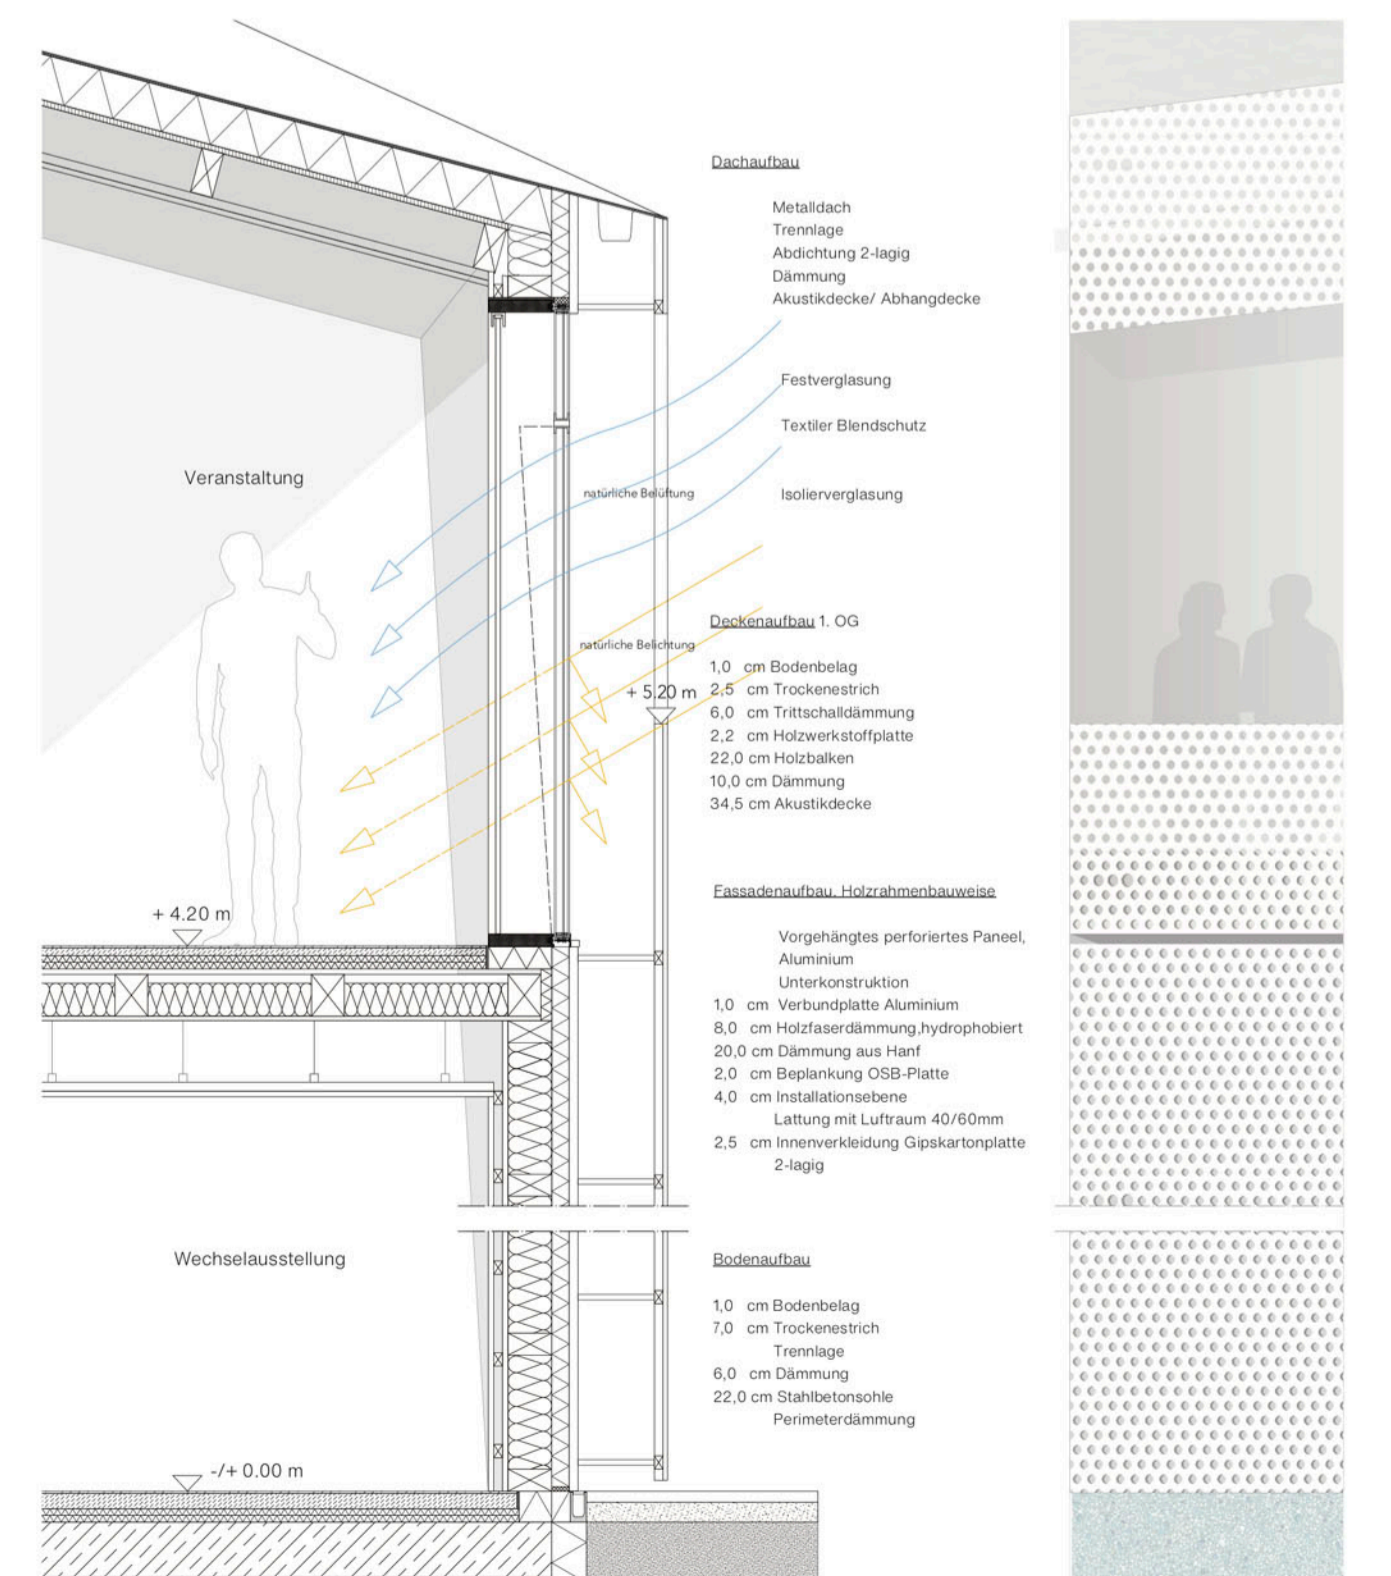 Dachaufbau
Metalldach
Trennlage
Abdichtung 2-lagig
Dämmung
Akustikdecke/ Abhangdecke
Festverglasung
Textiler Blendschutz
Veranstaltung
natürliche Belüftung
Isolierverglasung
Deckenaufbau 1. OG
natürliche Belichtung
1,0 cm Bodenbelag
+ 5.20 m
2,5 cm Trockenestrich
6,0 cm Trittschalldämmung
2,2 cm Holzwerkstoffplatte
22,0 cm Holzbalken
10,0 cm Dämmung
34,5 cm Akustikdecke
+ 4.20 m
Fassadenaufbau, Holzrahmenbauweise
Vorgehängtes perforiertes Paneel,
Aluminium
Unterkonstruktion
1,0 cm Verbundplatte Aluminium
8,0 cm Holzfaserdämmung,hydrophobiert
20,0 cm Dämmung aus Hanf
2,0 cm Beplankung OSB-Platte
4,0 cm Installationsebene
Lattung mit Luftraum 40/60mm
2,5 cm Innenverkleidung Gipskartonplatte
2-lagig
Wechselausstellung
Bodenaufbau
1,0 cm Bodenbelag
7,0 cm Trockenestrich
Trennlage
6,0 cm Dämmung
22,0 cm Stahlbetonsohle
Perimeterdämmung
-/+ 0.00 m